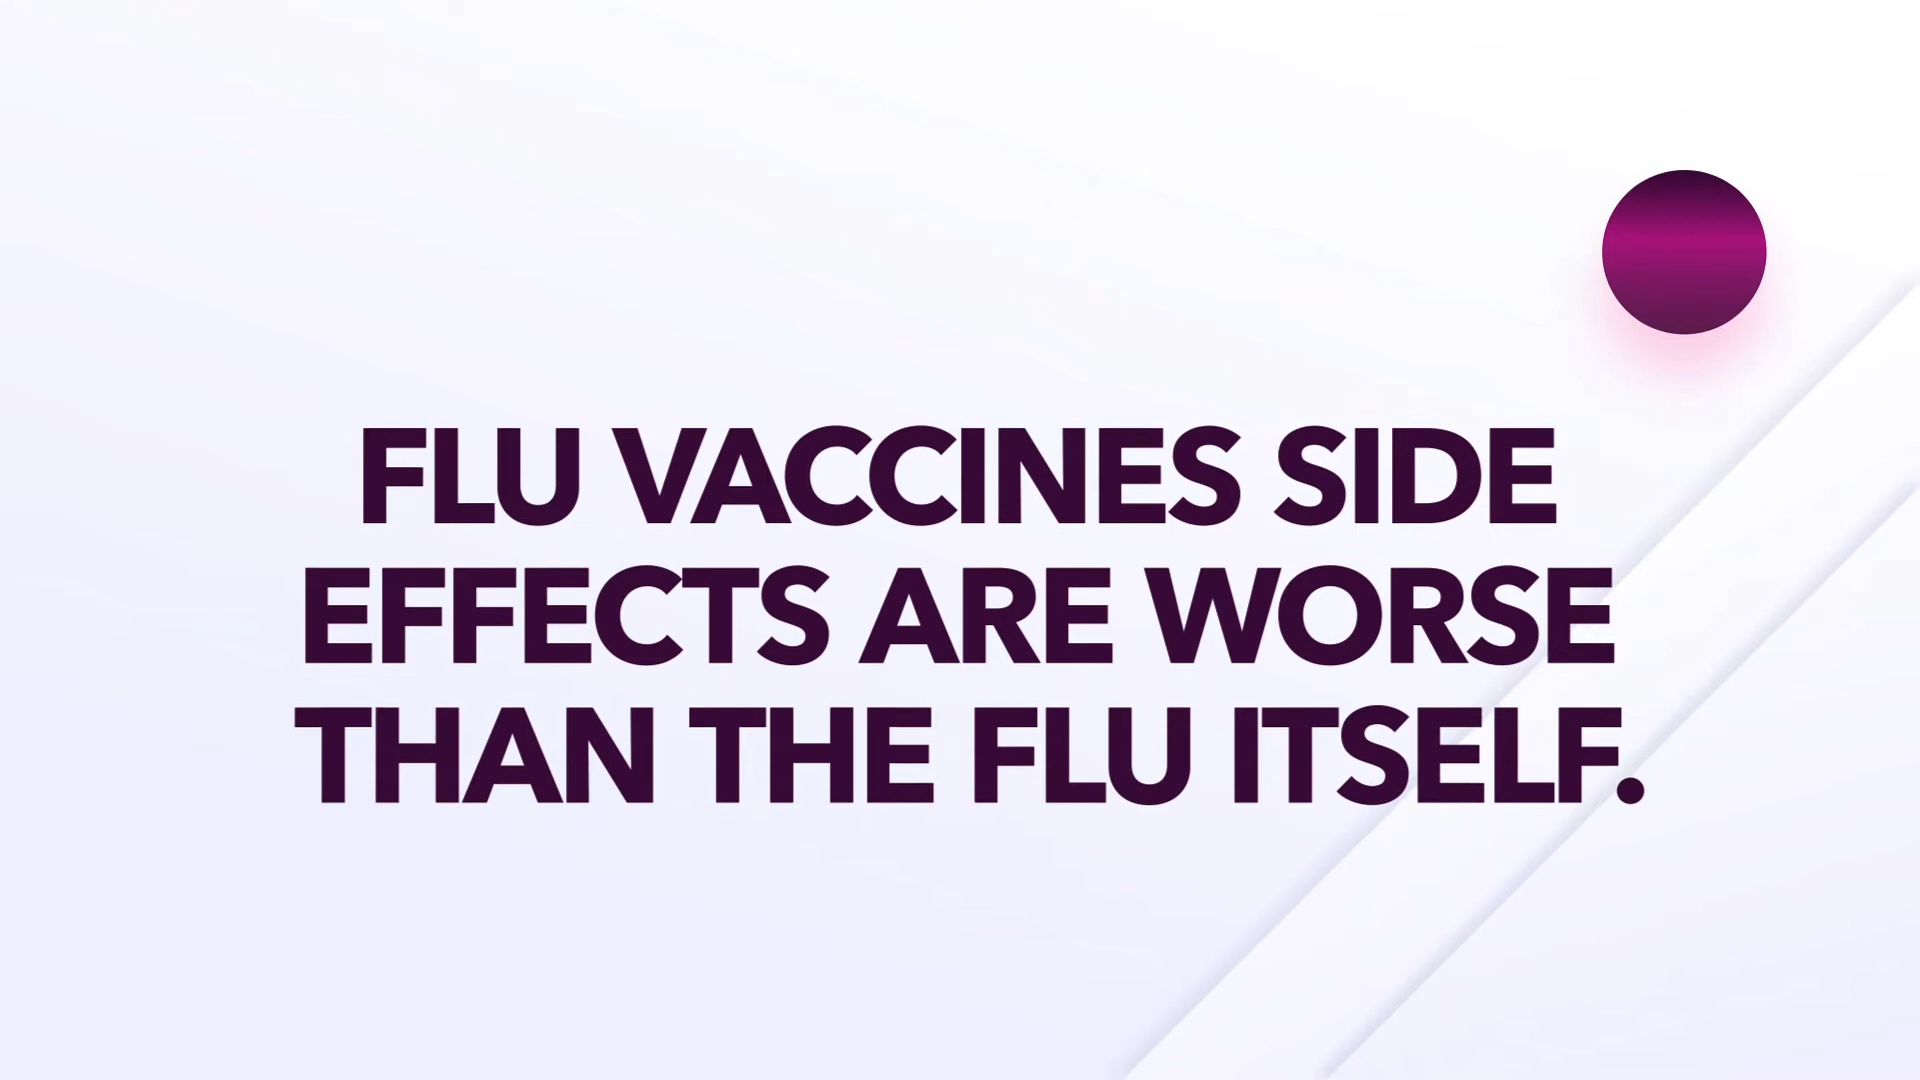 FLU VACCINES SIDE
EFFECTS ARE WORSE
THAN THE FLU ITSELF.